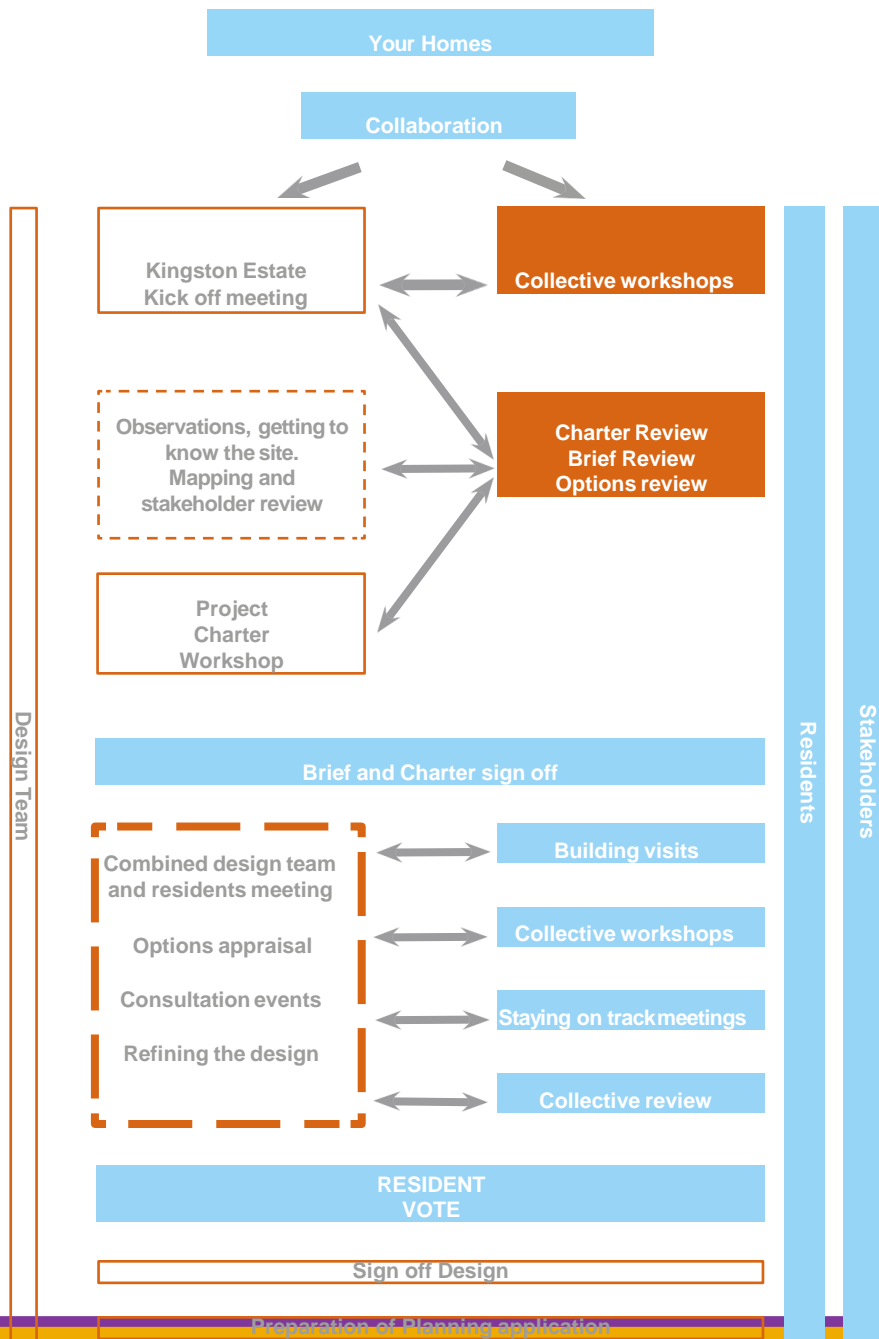 Your Homes
Collaboration
Kingston Estate
Kick off meeting
Collective workshops
Observations, getting to
know the site.
Mapping and
stakeholder review
Charter Review
Brief Review
Options review
Project
Charter
Workshop
Design Team
Residents
Stakeholders
Brief and Charter sign off
Combined design team
and residents meeting
Options appraisal
Consultation events
Refining the design
Building visits
Collective workshops
Staying on track meetings
Collective review
RESIDENT
VOTE
Sign off Design
Preparation of Planning application